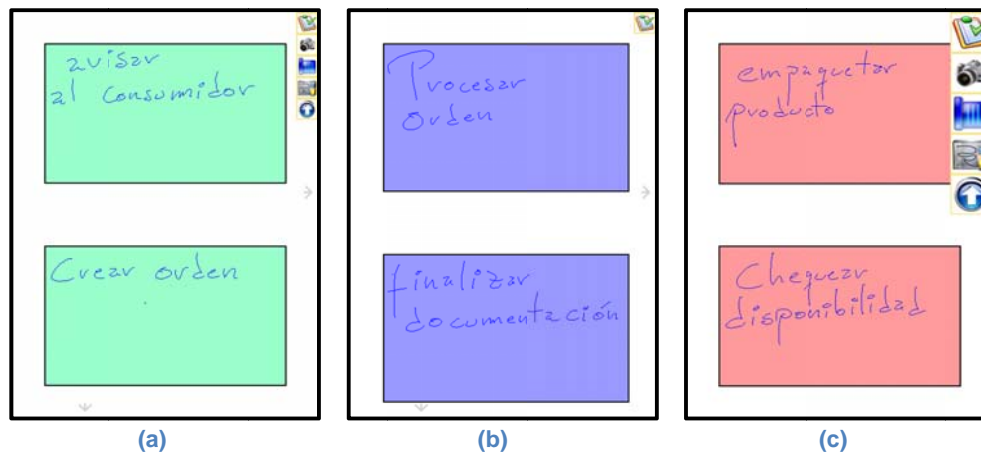 avisar
al consumidor
Crear orden
(a)
Procesar
orden
finalizar
documentación
(b)
empaquetar
producto
Chequear
disponibilidad
(c)